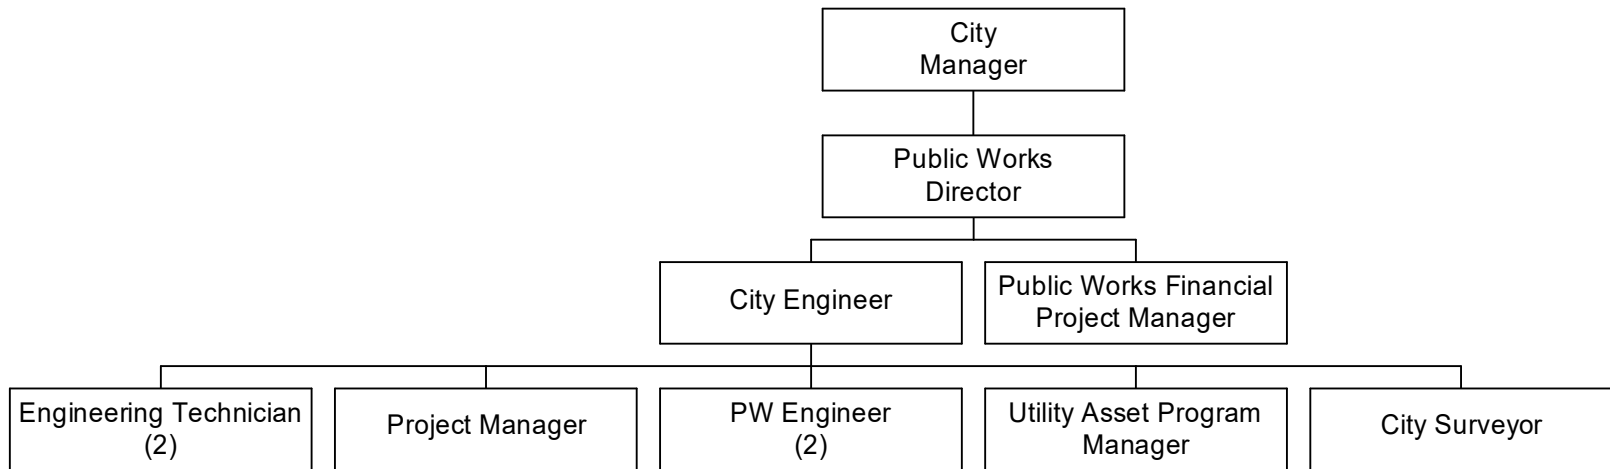 City
Manager
Public Works
Director
City Engineer
Public Works Financial
Project Manager
Engineering Technician
(2)
Project Manager
PW Engineer
(2)
Utility Asset Program
Manager
City Surveyor